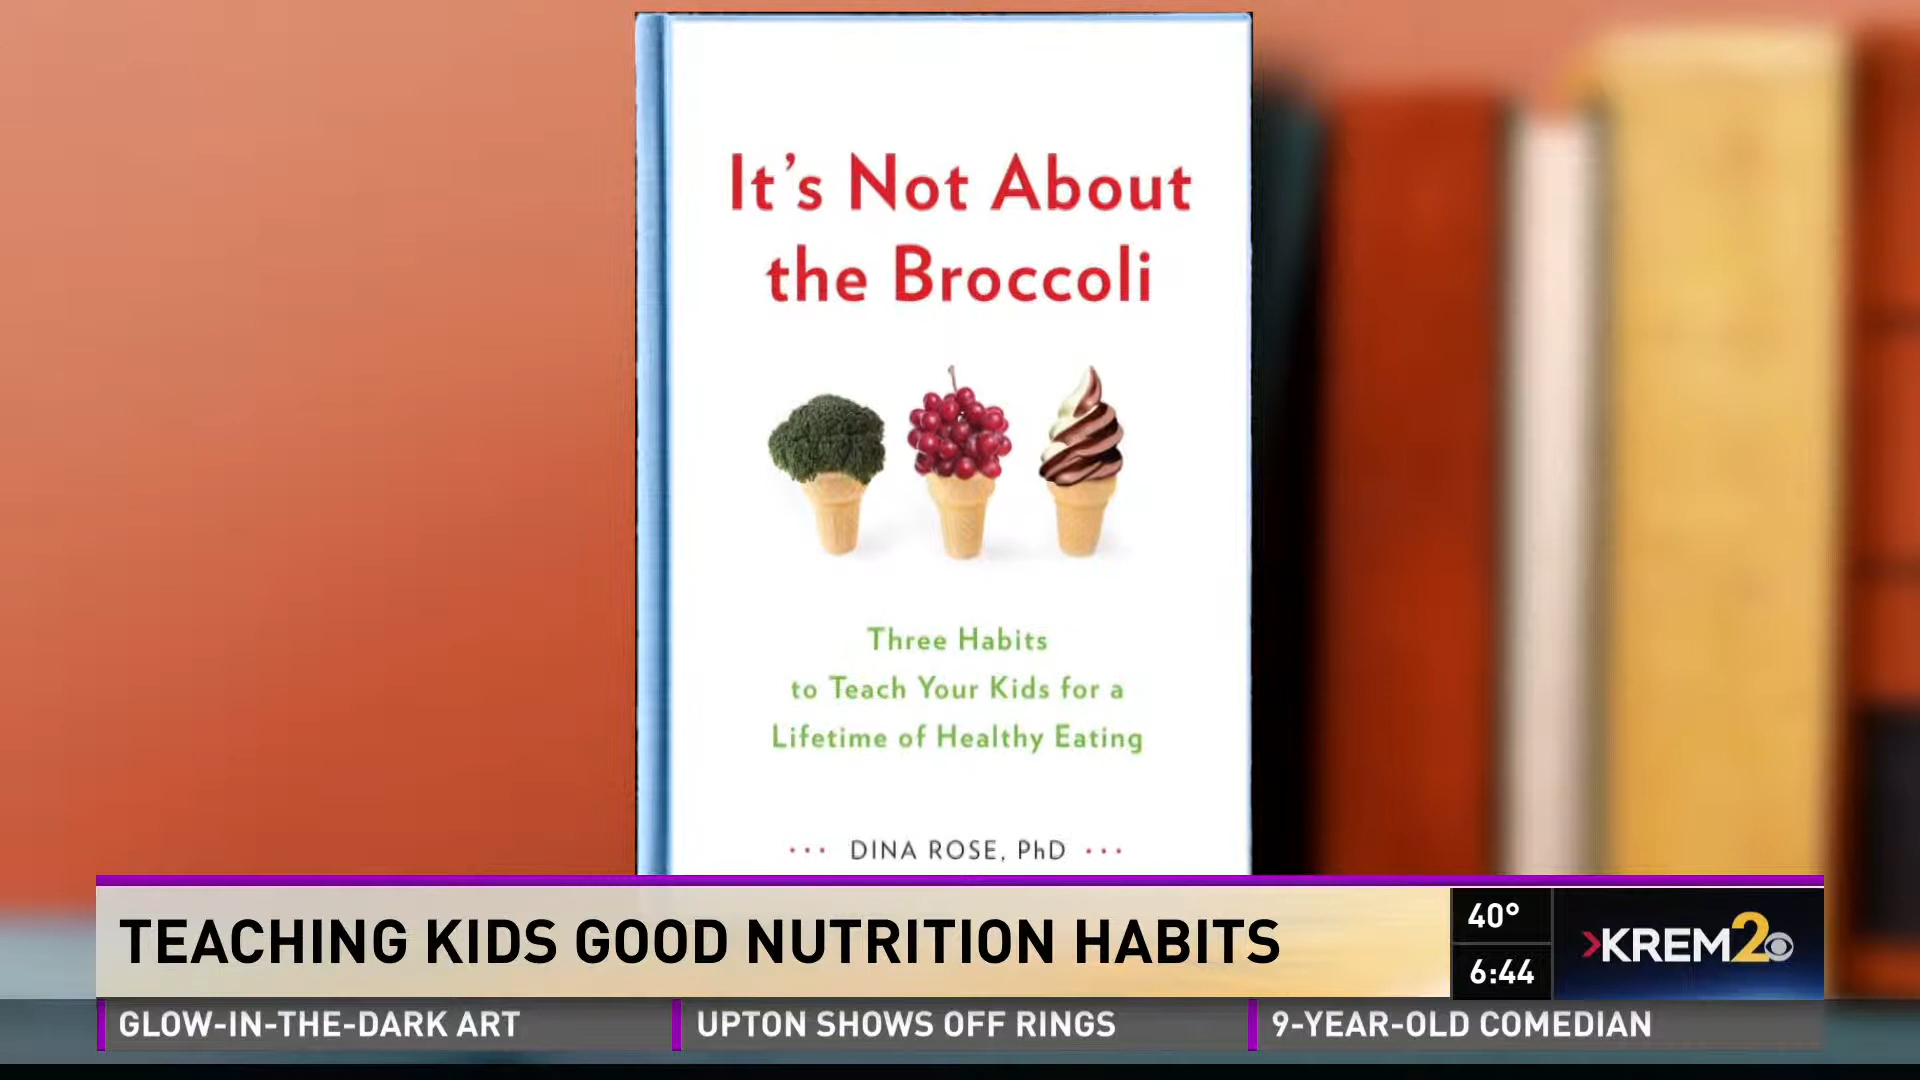 It's Not About
the Broccoli
Three Habits
to Teach Your Kids for a
Lifetime of Healthy Eating
··· DINA ROSE, PhD ···
TEACHING KIDS GOOD NUTRITION HABITS
40°
6:44
KREM2
GLOW-IN-THE-DARK ART
UPTON SHOWS OFF RINGS
9-YEAR-OLD COMEDIAN